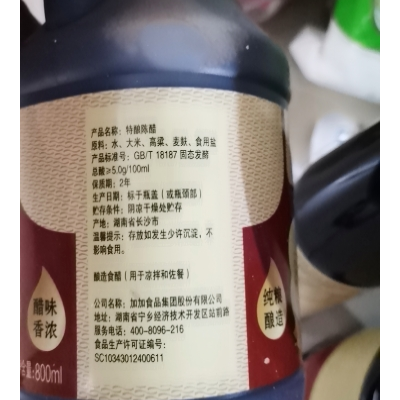 产品名称：特酿陈醋
原料：水、大米、高粱、麦麸、食用盐
产品标准号：GB/T 18187 固态发酵
总酸≥5.0g/100ml
保质期：2年
生产日期：标于瓶盖（或瓶颈部）
贮存条件：阴凉干燥处贮存
产地：湖南省长沙市
温馨提示：存放如发生少许沉淀，不
影响食用。
酿造食醋（用于凉拌和佐餐）
公司名称：加加食品集团股份有限公司
地址：湖南省宁乡经济技术开发区站前路
服务电话：400-8096-216
食品生产许可证编号：
SC10343012400611
醋味
香浓
纯粮
酿造
含量：800ml